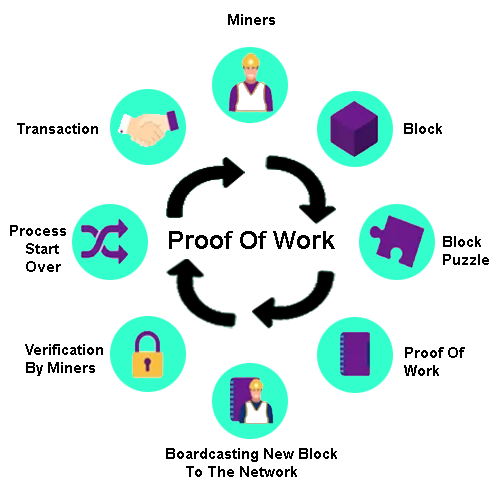 Miners
Transaction
Block
Process
Start
Over
Proof Of Work
Block
Puzzle
Verification
By Miners
Proof Of
Work
Boardcasting New Block
To The Network